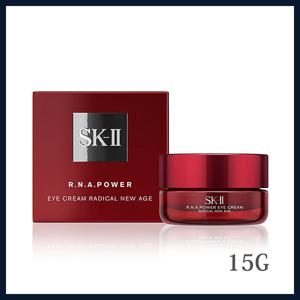 SK-II
R.N.A.POWER
EYE CREAM RADICAL NEW AGE
SK-II
R.N.A.POWER EYE CREAM
RADICAL NEW AGE
15G